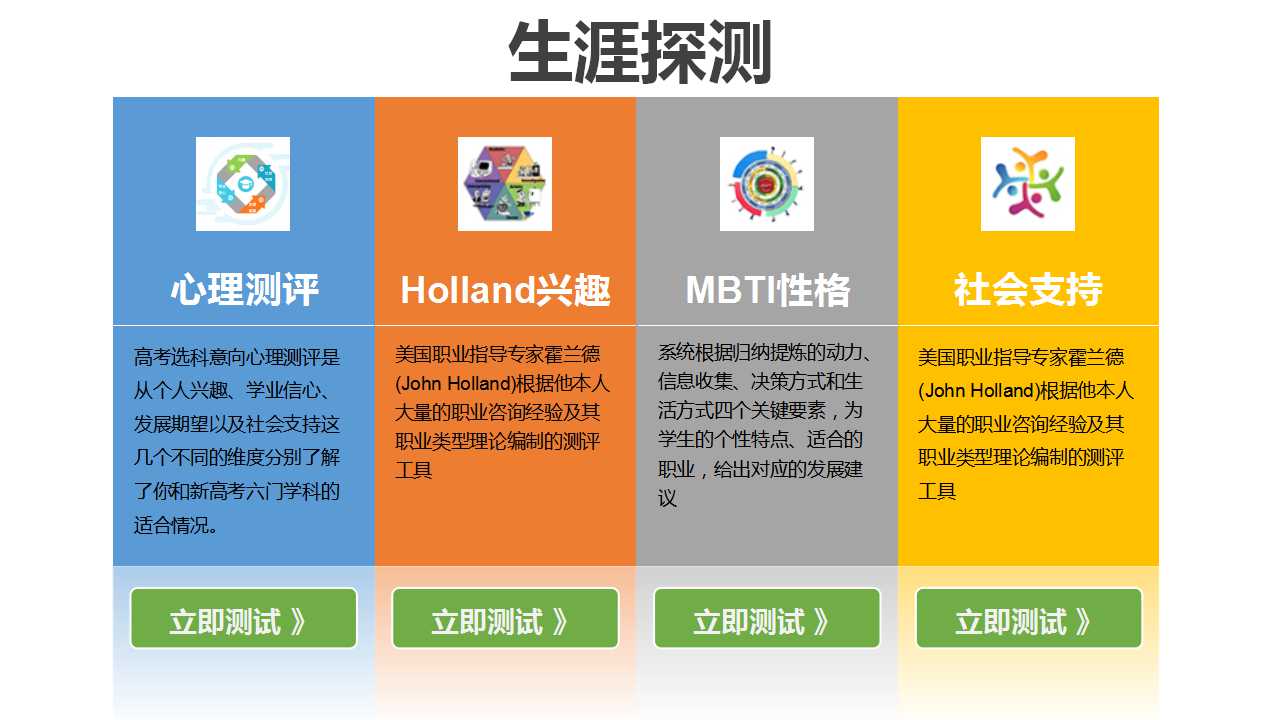 生涯探测
心理测评
高考选科意向心理测评是
从个人兴趣、学业信心、
发展期望以及社会支持这
几个不同的维度分别了解
了你和新高考六门学科的
适合情况。
立即测试 》
Holland兴趣
美国职业指导专家霍兰德
(John Holland)根据他本人
大量的职业咨询经验及其
职业类型理论编制的测评
工具
立即测试 》
MBTI性格
系统根据归纳提炼的动力、
信息收集、决策方式和生
活方式四个关键要素，为
学生的个性特点、适合的
职业，给出对应的发展建
议
立即测试 》
社会支持
美国职业指导专家霍兰德
(John Holland)根据他本人
大量的职业咨询经验及其
职业类型理论编制的测评
工具
立即测试 》